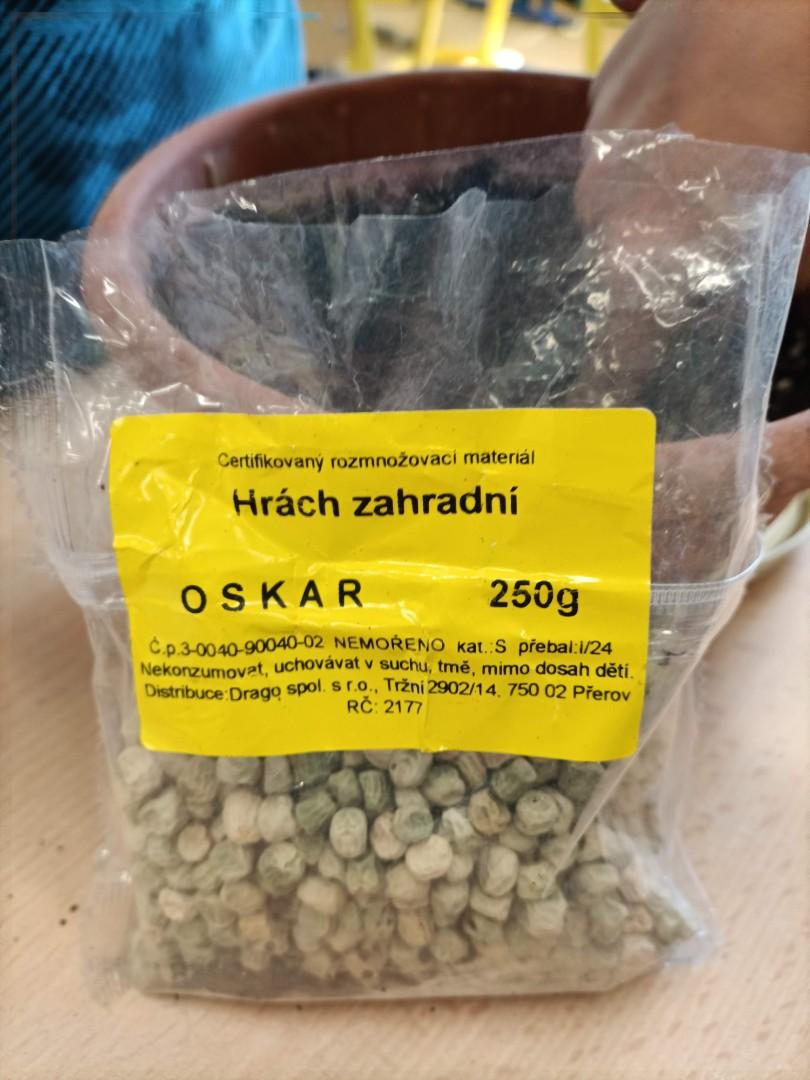 Certifikovaný rozmnožovací materiál
Hrách zahradní
OSKAR 250g
Č.p.3-0040-90040-02 NEMOŘENO kat.:S přebal:I/24
Nekonzumovat, uchovávat v suchu, tmě, mimo dosah dětí.
Distribuce:Drago spol. s r.o., Tržní 2902/14, 750 02 Přerov
RČ: 2177